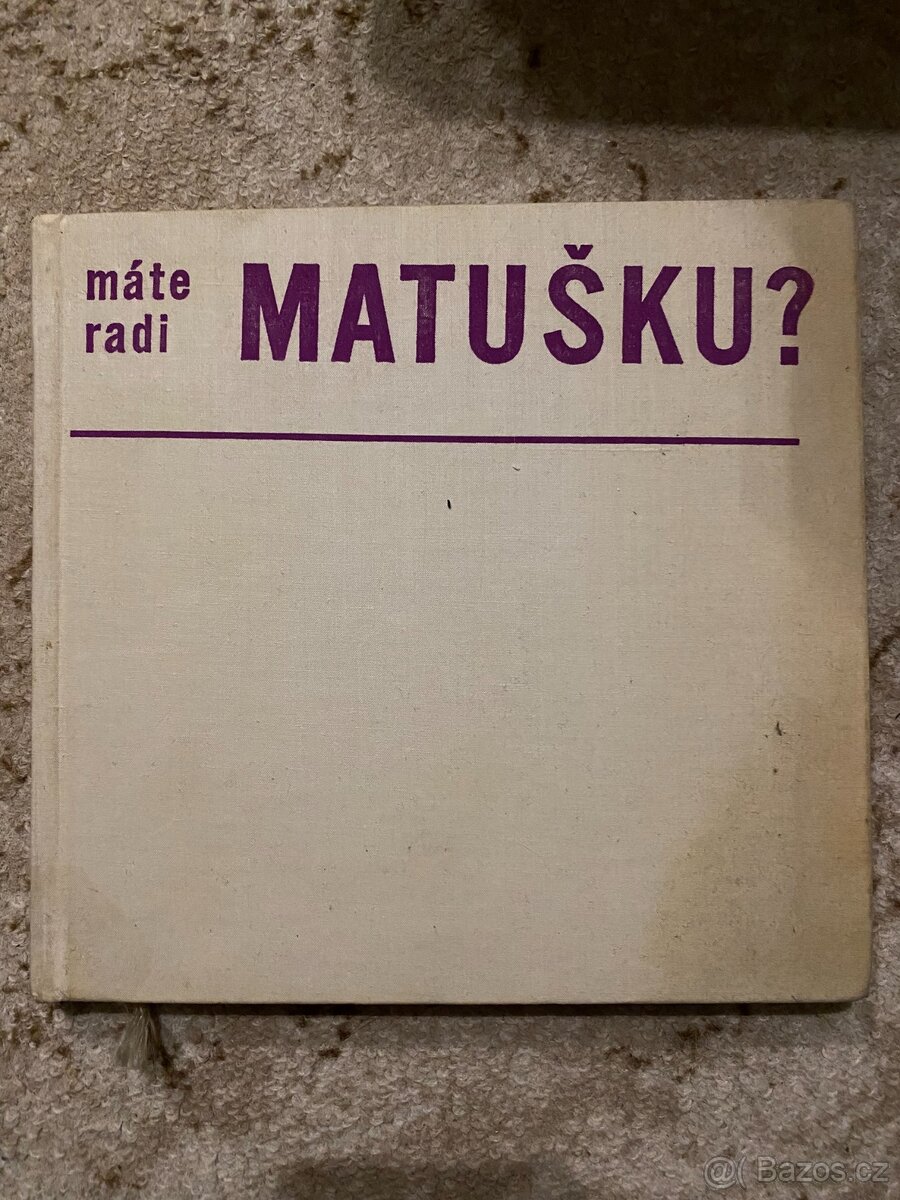 máte
radi MATUŠKU?
@( Bazos.cz